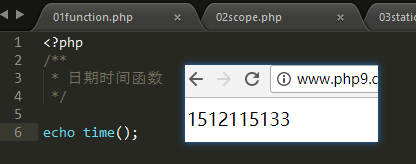 01function.php
02scope.php
03stati
1
<?php
2
/**
3
 * 日期时间函数
4
 */
5
6
echo time();
www.php9.c
1512115133